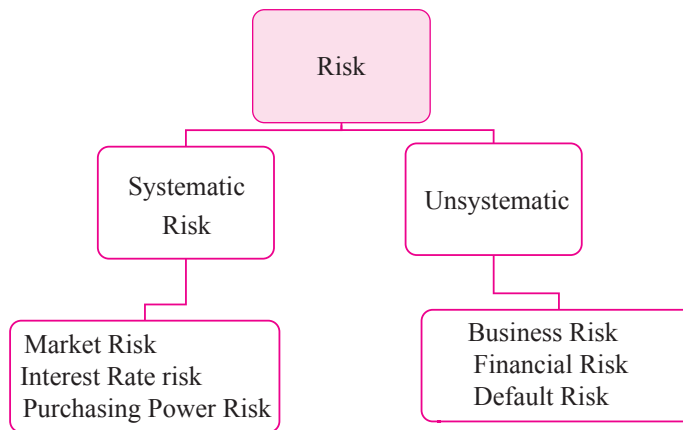 Risk
Systematic
Risk
Unsystematic
Market Risk
Interest Rate risk
Purchasing Power Risk
Business Risk
Financial Risk
Default Risk